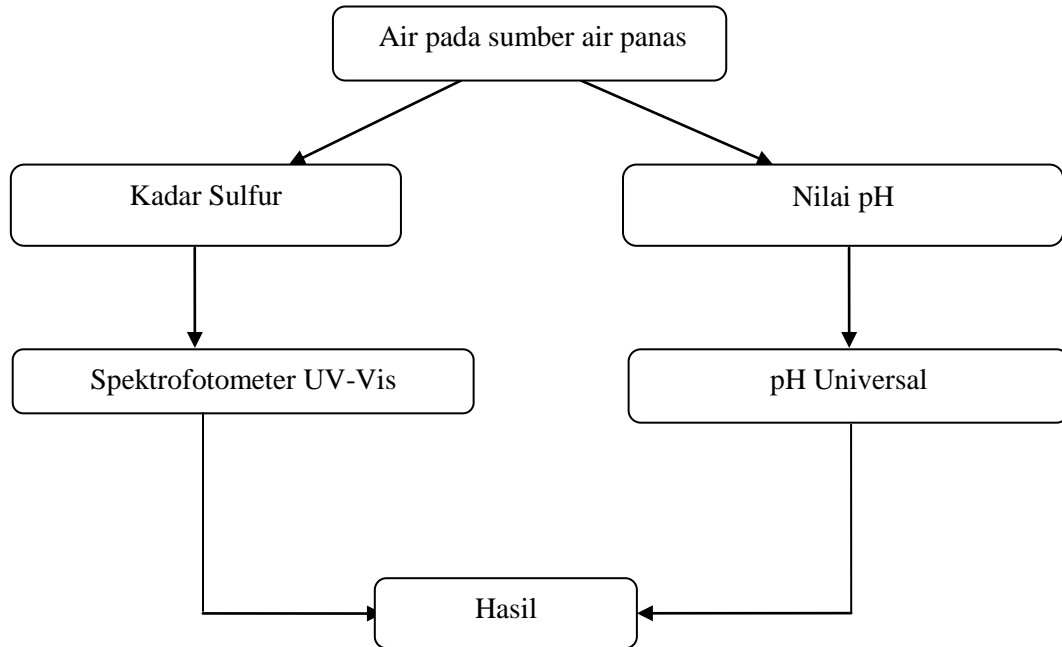 Air pada sumber air panas
Kadar Sulfur
Nilai pH
Spektrofotometer UV-Vis
pH Universal
Hasil